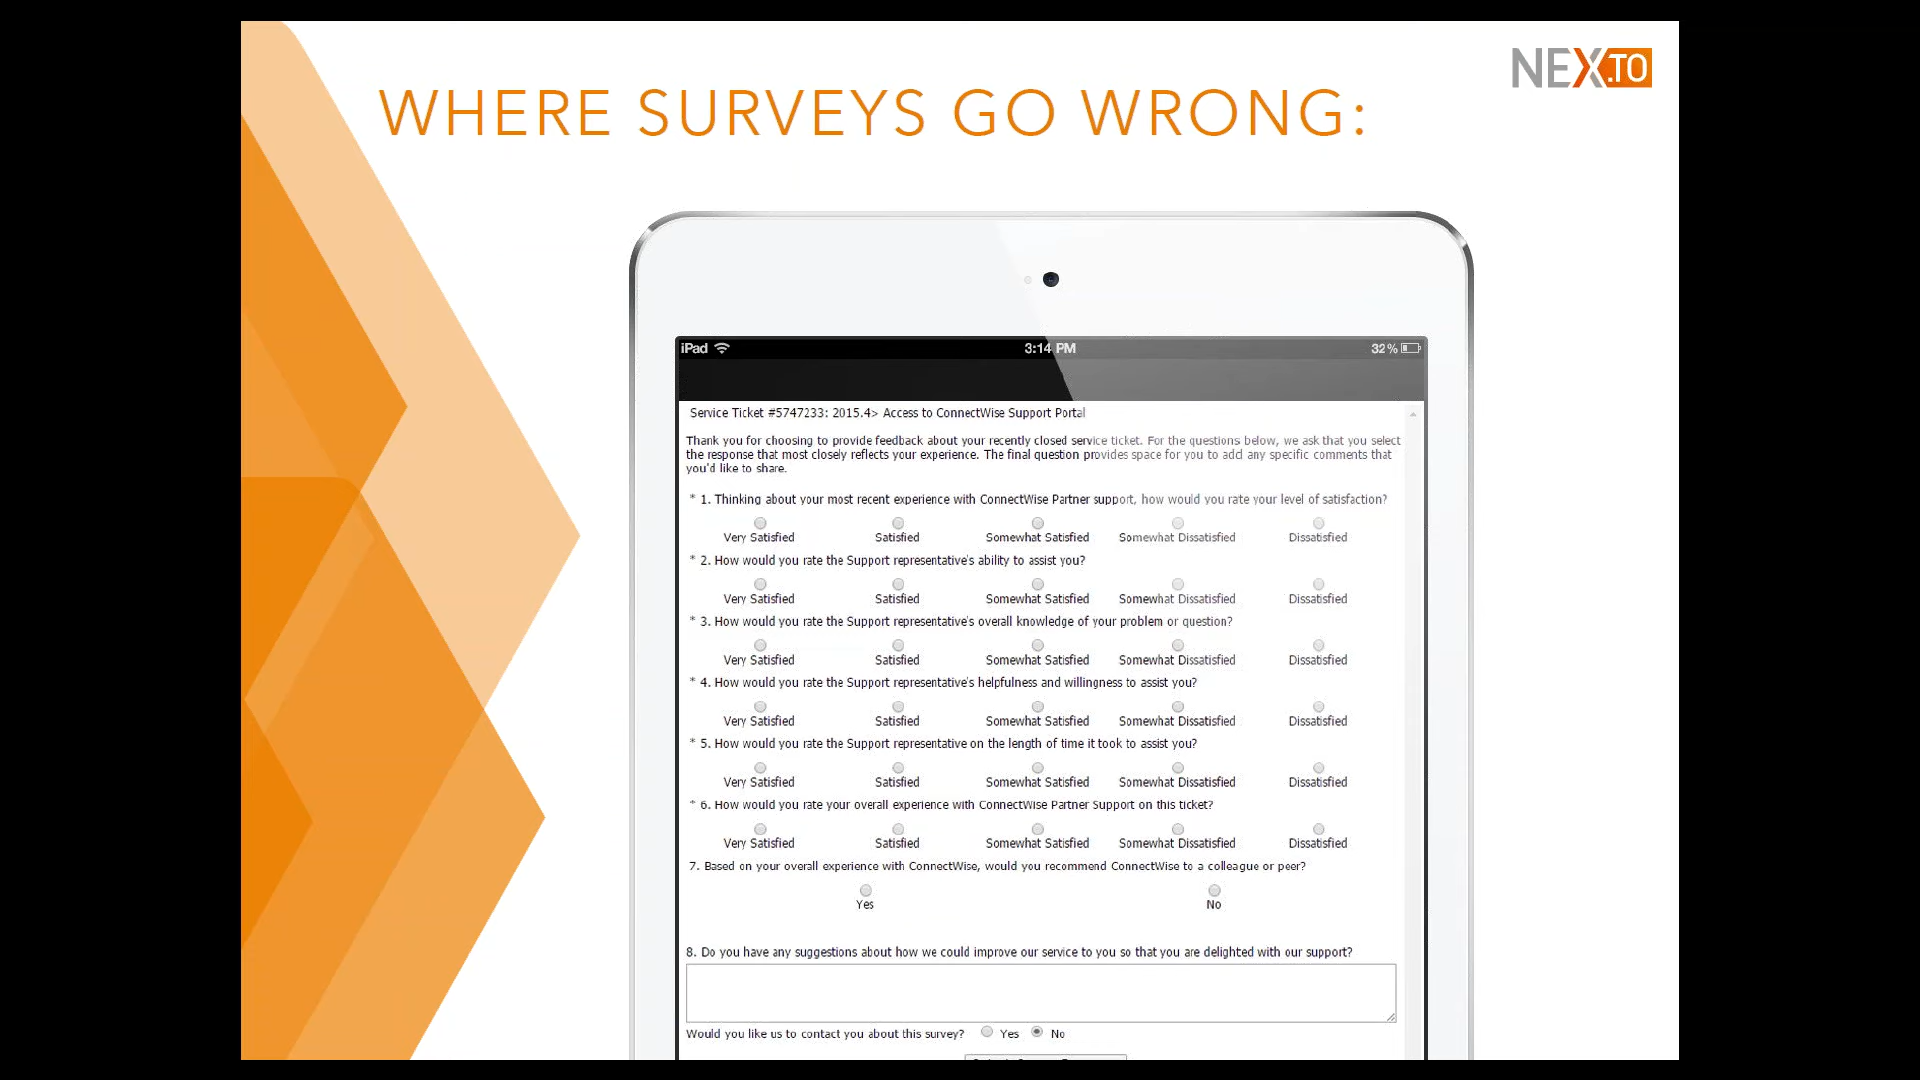 NEX.TO
WHERE SURVEYS GO WRONG:
iPad 3:14 PM 32%
Service Ticket #5747233: 2015.4> Access to ConnectWise Support Portal
Thank you for choosing to provide feedback about your recently closed service ticket. For the questions below, we ask that you select
the response that most closely reflects your experience. The final question provides space for you to add any specific comments that
you'd like to share.
* 1. Thinking about your most recent experience with ConnectWise Partner support, how would you rate your level of satisfaction?
Very Satisfied Satisfied Somewhat Satisfied Somewhat Dissatisfied Dissatisfied
* 2. How would you rate the Support representative's ability to assist you?
Very Satisfied Satisfied Somewhat Satisfied Somewhat Dissatisfied Dissatisfied
* 3. How would you rate the Support representative's overall knowledge of your problem or question?
Very Satisfied Satisfied Somewhat Satisfied Somewhat Dissatisfied Dissatisfied
* 4. How would you rate the Support representative's helpfulness and willingness to assist you?
Very Satisfied Satisfied Somewhat Satisfied Somewhat Dissatisfied Dissatisfied
* 5. How would you rate the Support representative on the length of time it took to assist you?
Very Satisfied Satisfied Somewhat Satisfied Somewhat Dissatisfied Dissatisfied
* 6. How would you rate your overall experience with ConnectWise Partner Support on this ticket?
Very Satisfied Satisfied Somewhat Satisfied Somewhat Dissatisfied Dissatisfied
7. Based on your overall experience with ConnectWise, would you recommend ConnectWise to a colleague or peer?
Yes No
8. Do you have any suggestions about how we could improve our service to you so that you are delighted with our support?
Would you like us to contact you about this survey? Yes No